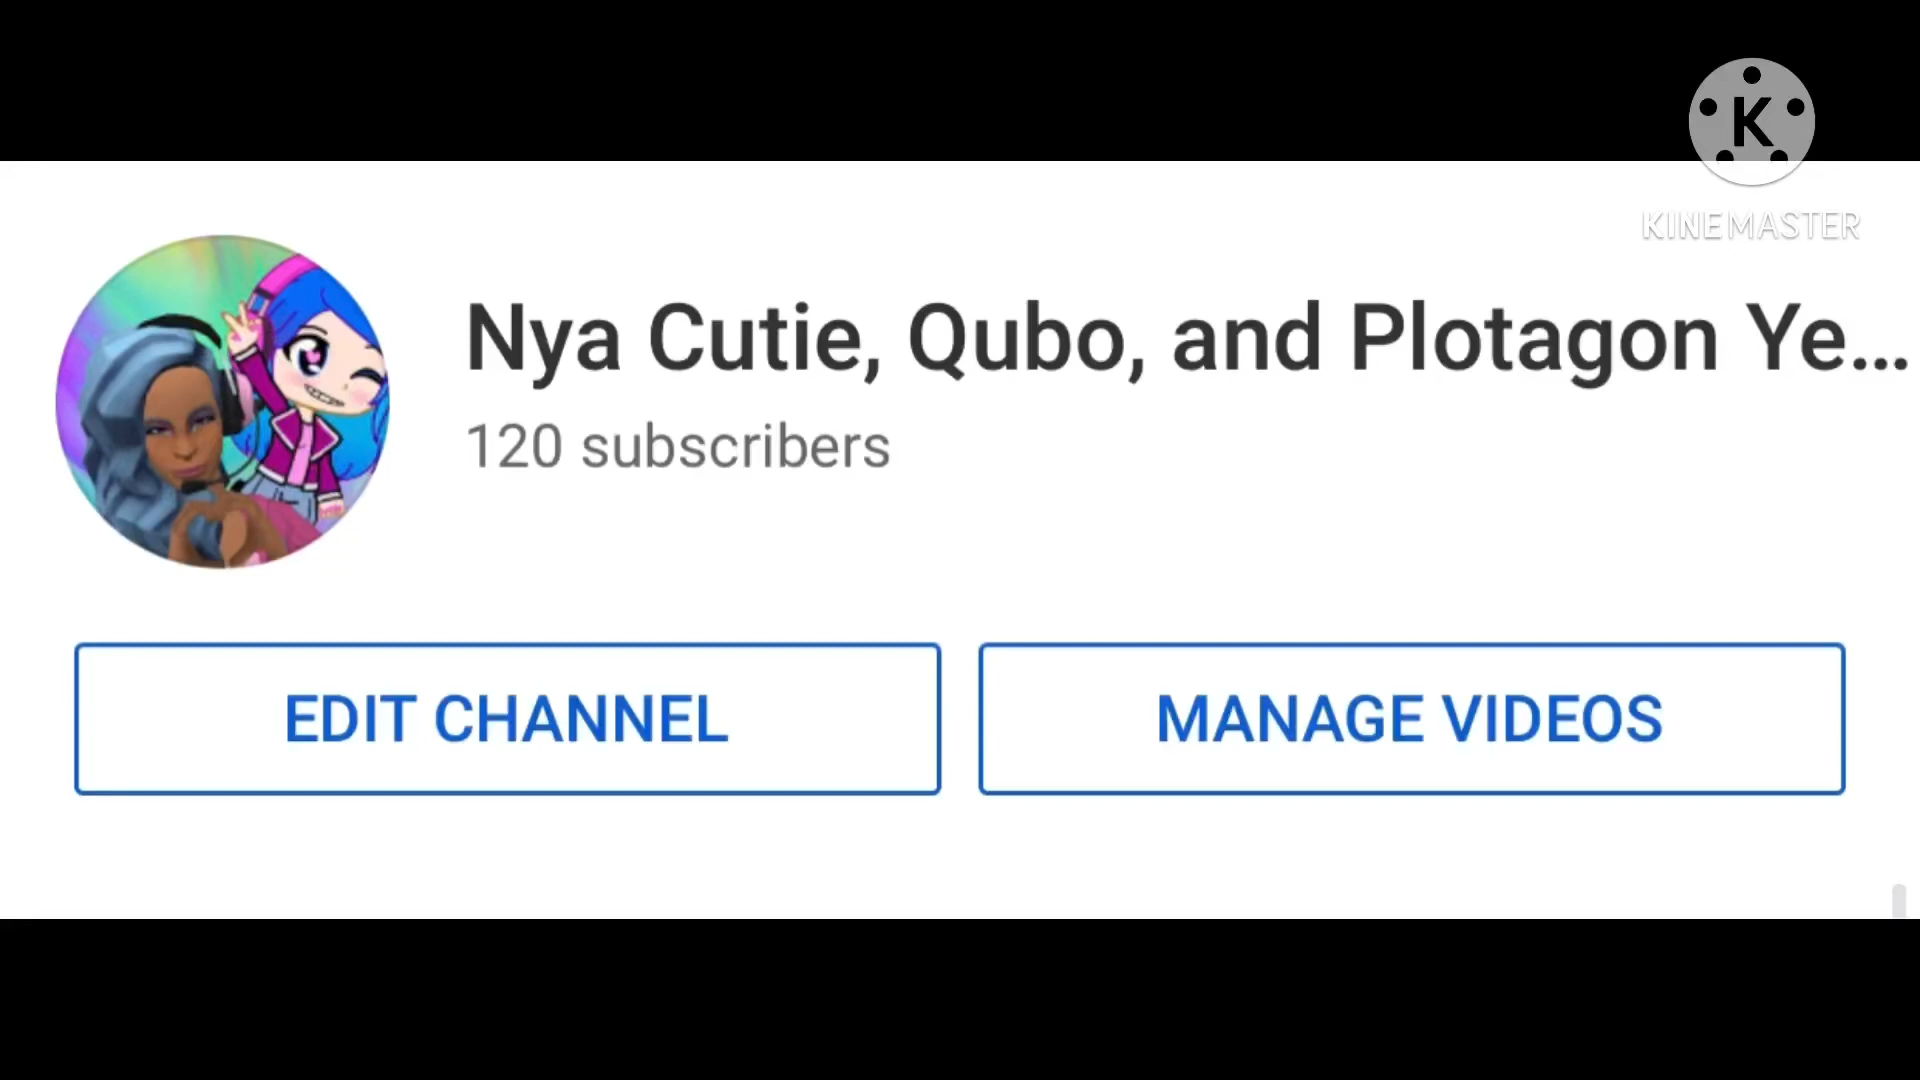 K
KINEMASTER
Nya Cutie, Qubo, and Plotagon Ye...
120 subscribers
EDIT CHANNEL
MANAGE VIDEOS